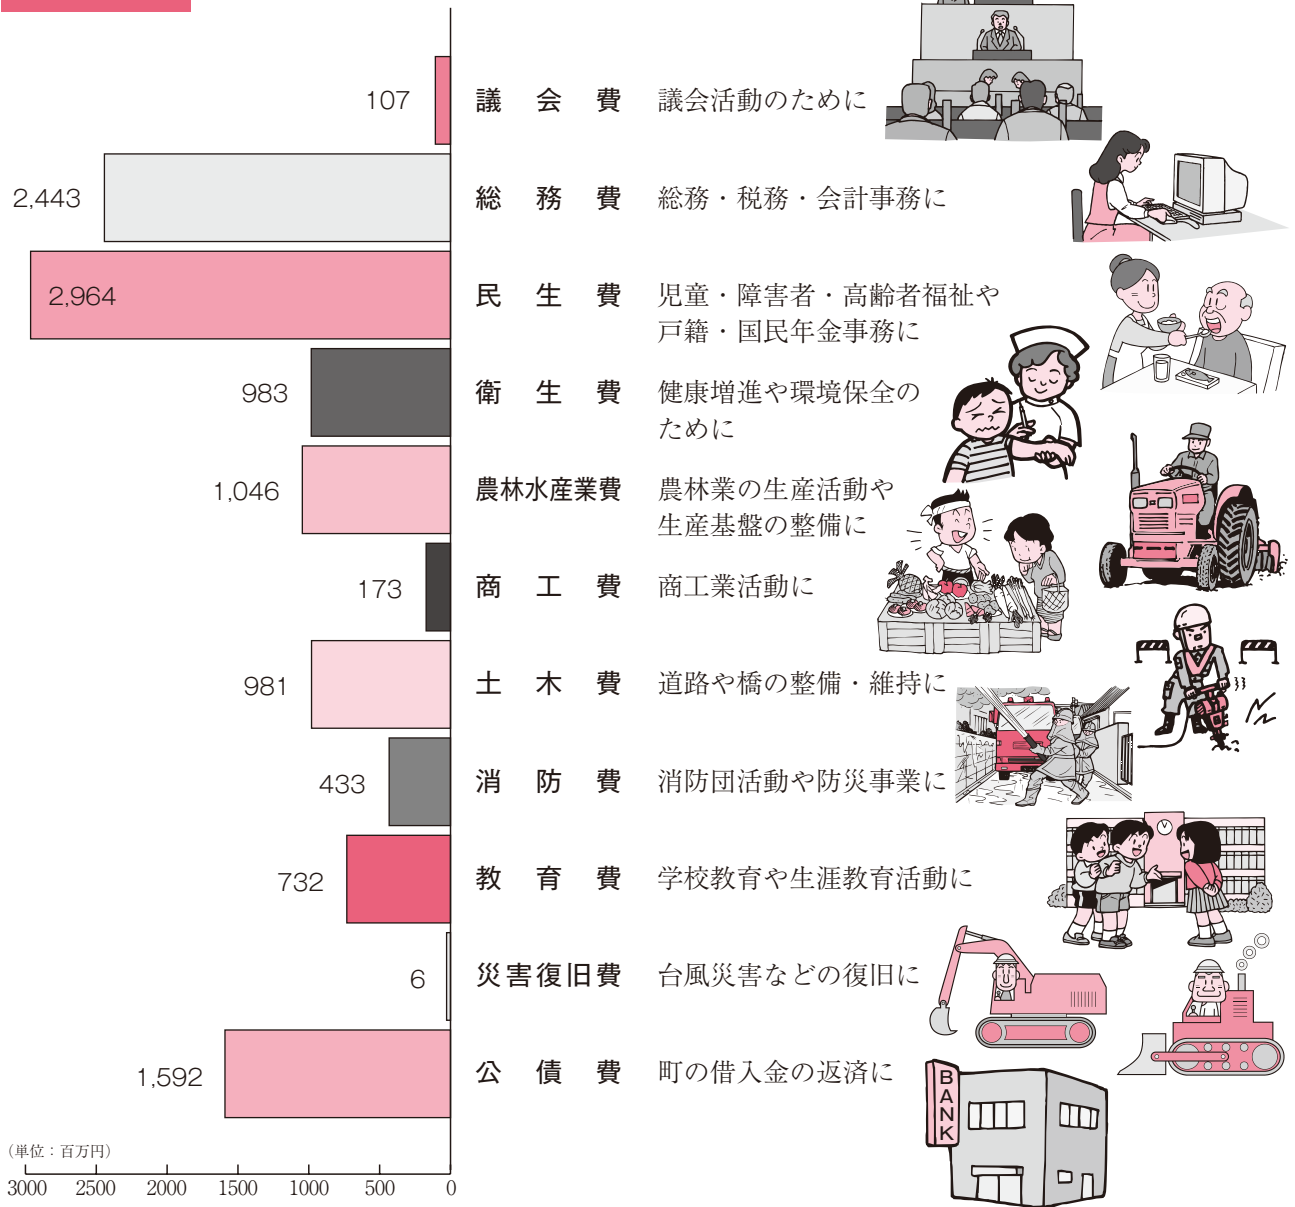 107 議会費 議会活動のために
2,443 総務費 総務・税務・会計事務に
2,964 民生費 児童・障害者・高齢者福祉や
戸籍・国民年金事務に
983 衛生費 健康増進や環境保全の
ために
1,046 農林水産業費 農林業の生産活動や
生産基盤の整備に
173 商工費 商工業活動に
981 土木費 道路や橋の整備・維持に
433 消防費 消防団活動や防災事業に
732 教育費 学校教育や生涯教育活動に
6 災害復旧費 台風災害などの復旧に
1,592 公債費 町の借入金の返済に
BANK
(単位：百万円)
3000 2500 2000 1500 1000 500 0